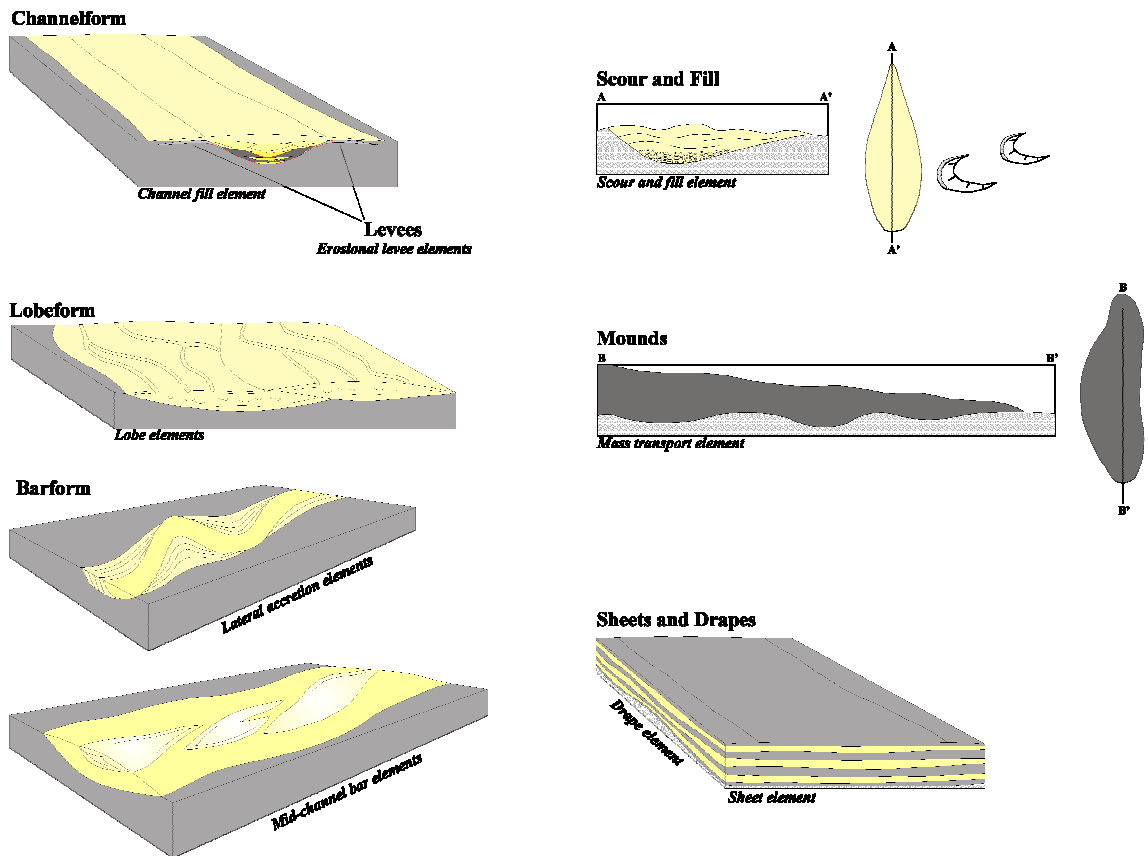 Channelform
Channel fill element
Levees
Erosional levee elements
Lobeform
Lobe elements
Barform
Lateral accretion elements
Mid-channel bar elements
Scour and Fill
A
A'
Scour and fill element
A
A'
Mounds
B
B'
Mass transport element
B
B'
Sheets and Drapes
Drape element
Sheet element